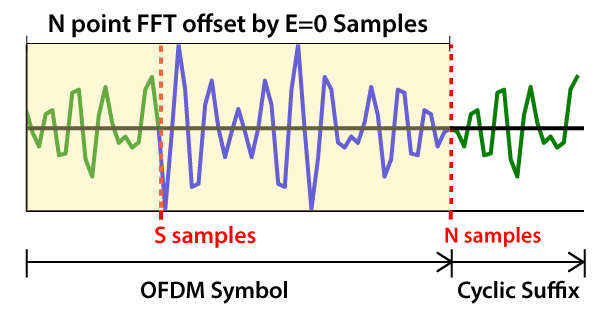 N point FFT offset by E=0 Samples
S samples
N samples
OFDM Symbol
Cyclic Suffix